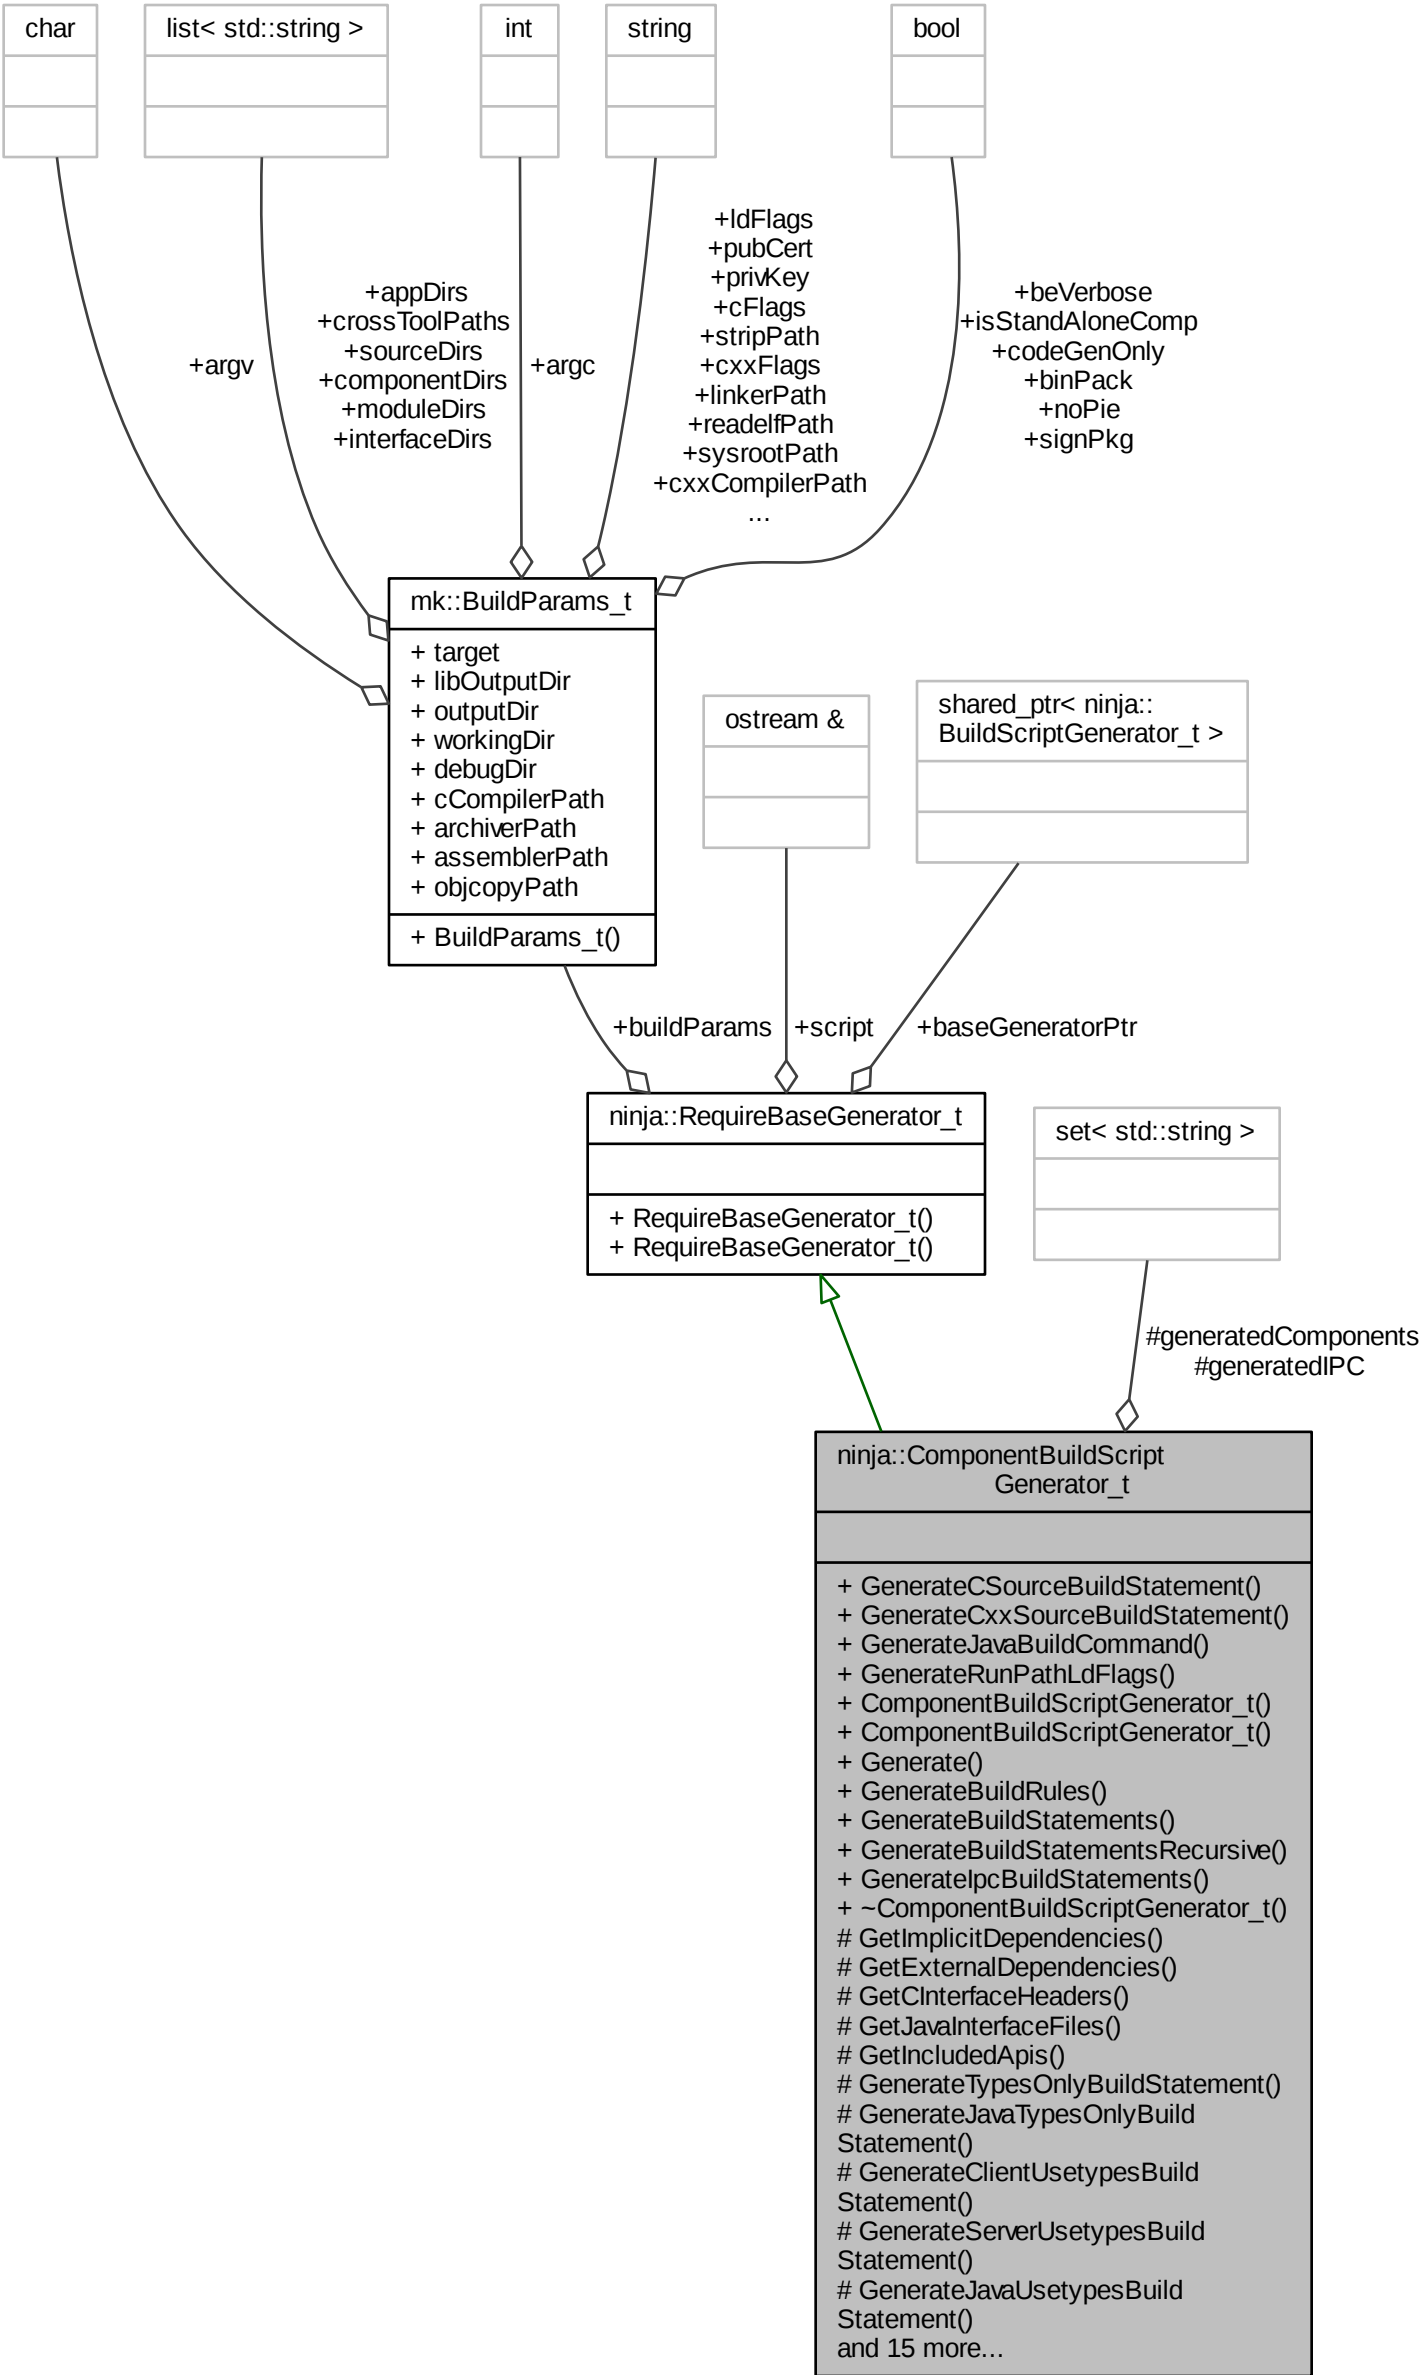 char
list< std::string >
int
string
bool
+ldFlags
+pubCert
+privKey
+cFlags
+stripPath
+cxxFlags
+linkerPath
+readelfPath
+sysrootPath
+cxxCompilerPath
...
+appDirs
+crossToolPaths
+sourceDirs
+componentDirs
+moduleDirs
+interfaceDirs
+beVerbose
+isStandAloneComp
+codeGenOnly
+binPack
+noPie
+signPkg
+argv
+argc
mk::BuildParams_t
+ target
+ libOutputDir
+ outputDir
+ workingDir
+ debugDir
+ cCompilerPath
+ archiverPath
+ assemblerPath
+ objcopyPath
+ BuildParams_t()
ostream &
shared_ptr< ninja::
BuildScriptGenerator_t >
+buildParams
+script
+baseGeneratorPtr
ninja::RequireBaseGenerator_t
+ RequireBaseGenerator_t()
+ RequireBaseGenerator_t()
set< std::string >
#generatedComponents
#generatedIPC
ninja::ComponentBuildScript
Generator_t
+ GenerateCSourceBuildStatement()
+ GenerateCxxSourceBuildStatement()
+ GenerateJavaBuildCommand()
+ GenerateRunPathLdFlags()
+ ComponentBuildScriptGenerator_t()
+ ComponentBuildScriptGenerator_t()
+ Generate()
+ GenerateBuildRules()
+ GenerateBuildStatements()
+ GenerateBuildStatementsRecursive()
+ GenerateIpcBuildStatements()
+ ~ComponentBuildScriptGenerator_t()
# GetImplicitDependencies()
# GetExternalDependencies()
# GetCInterfaceHeaders()
# GetJavaInterfaceFiles()
# GetIncludedApis()
# GenerateTypesOnlyBuildStatement()
# GenerateJavaTypesOnlyBuild
Statement()
# GenerateClientUsetypesBuild
Statement()
# GenerateServerUsetypesBuild
Statement()
# GenerateJavaUsetypesBuild
Statement()
and 15 more...